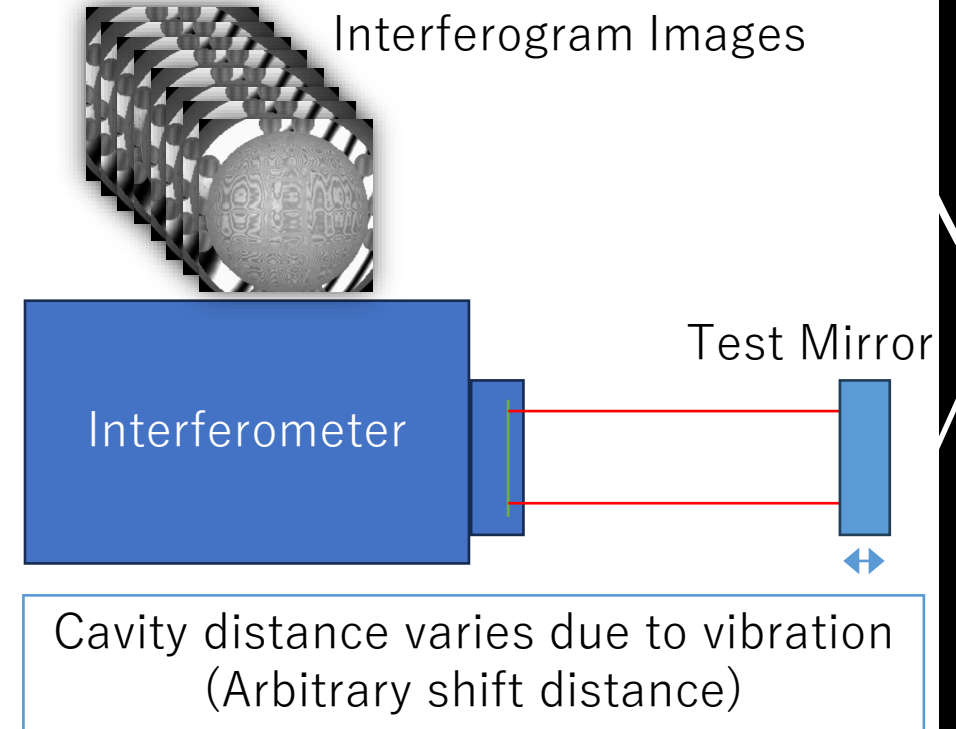 Interferogram Images
Test Mirror
Interferometer
Cavity distance varies due to vibration
(Arbitrary shift distance)